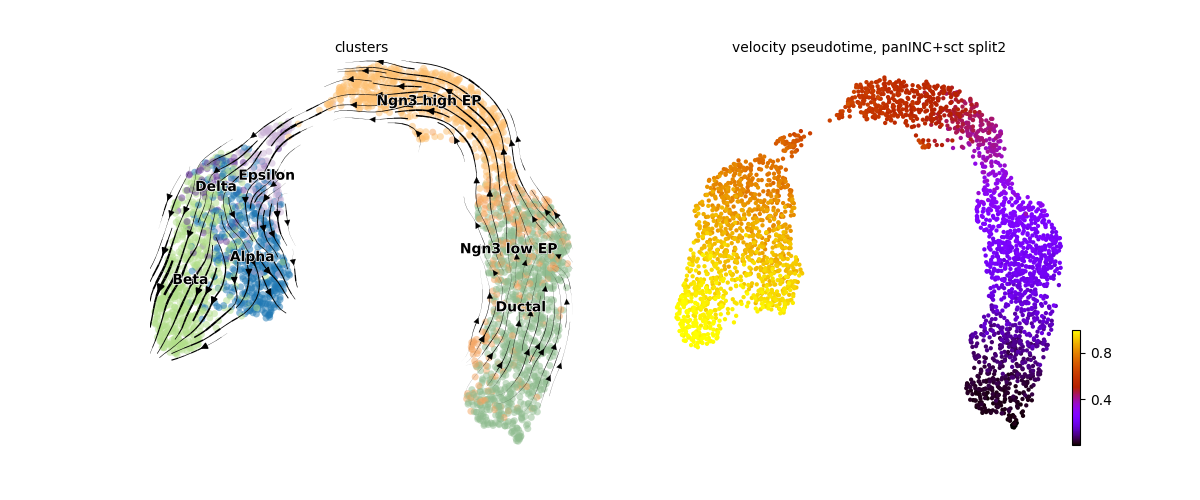 clusters
Ngn3 high EP
Epsilon
Delta
Ngn3 low EP
Alpha
Beta
Ductal
velocity pseudotime, panINC+sct split2
0.8
0.4